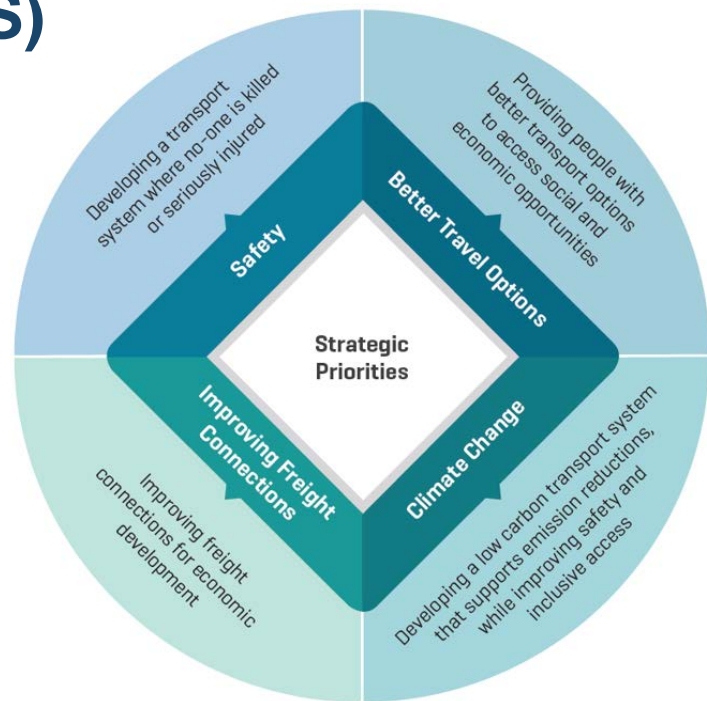 S)
Developing a transport
system where no-one is killed
or seriously injured
Safety
Providing people with
better transport options
to access social and
economic opportunities
Better Travel Options
Strategic
Priorities
Improving Freight
Connections
Improving freight
connections for economic
development
Climate Change
Developing a low carbon transport system
that supports emission reductions,
while improving safety and
inclusive access